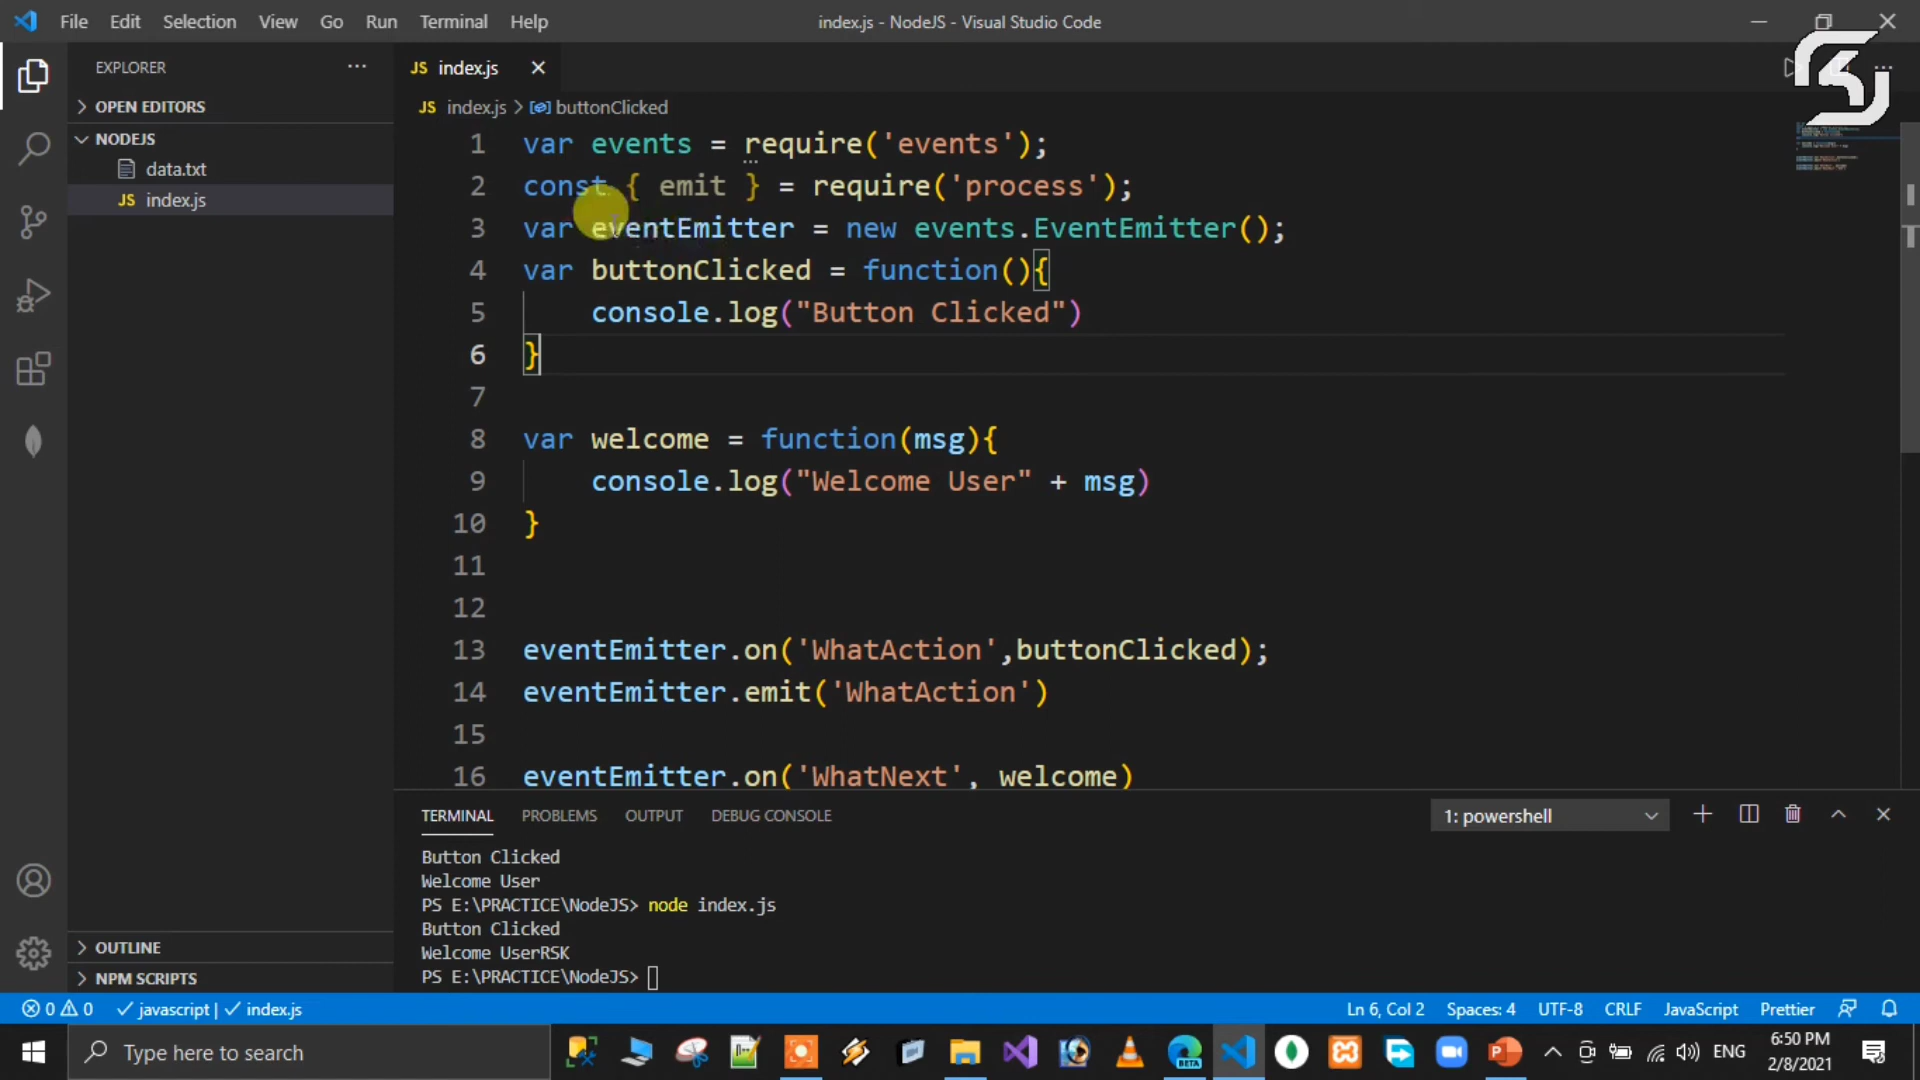 File Edit Selection View Go Run Terminal Help
index.js - NodeJS - Visual Studio Code
EXPLORER
OPEN EDITORS
NODEJS
data.txt
JS index.js
OUTLINE
NPM SCRIPTS
JS index.js
JS index.js > buttonClicked
1 var events = require('events');
2 const { emit } = require('process');
3 var eventEmitter = new events.EventEmitter();
4 var buttonClicked = function(){
5 console.log("Button Clicked")
6 }
7
8 var welcome = function(msg){
9 console.log("Welcome User" + msg)
10 }
11
12
13 eventEmitter.on('WhatAction',buttonClicked);
14 eventEmitter.emit('WhatAction')
15
16 eventEmitter.on('WhatNext', welcome)
TERMINAL PROBLEMS OUTPUT DEBUG CONSOLE
1: powershell
Button Clicked
Welcome User
PS E:\PRACTICE\NodeJS> node index.js
Button Clicked
Welcome UserRSK
PS E:\PRACTICE\NodeJS>
0 0 javascript | index.js
Ln 6, Col 2 Spaces: 4 UTF-8 CRLF JavaScript Prettier
Type here to search
BETA
ENG
6:50 PM
2/8/2021